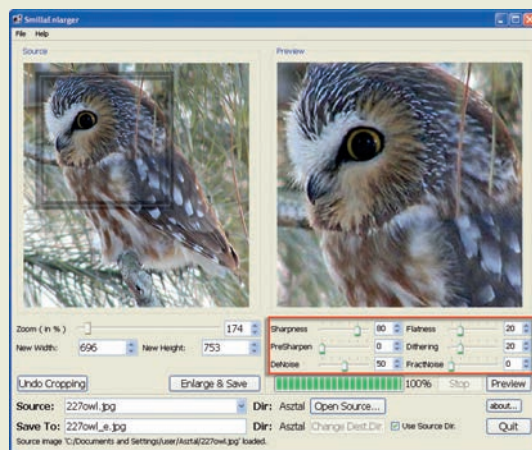 SmillaEnlarger
File Help
Source
Preview
Zoom ( in % ) 174
New Width: 696 New Height: 753
Sharpness 80 Flatness 20
PreSharpen 0 Dithering 20
DeNoise 50 FractNoise 0
Undo Cropping Enlarge & Save 100% Stop Preview
Source: 227owl.jpg Dir: Asztal Open Source... about...
Save To: 227owl_e.jpg Dir: Asztal Change Dest.Dir Use Source Dir. Quit
Source image 'C:/Documents and Settings/user/Asztal/227owl.jpg' loaded.